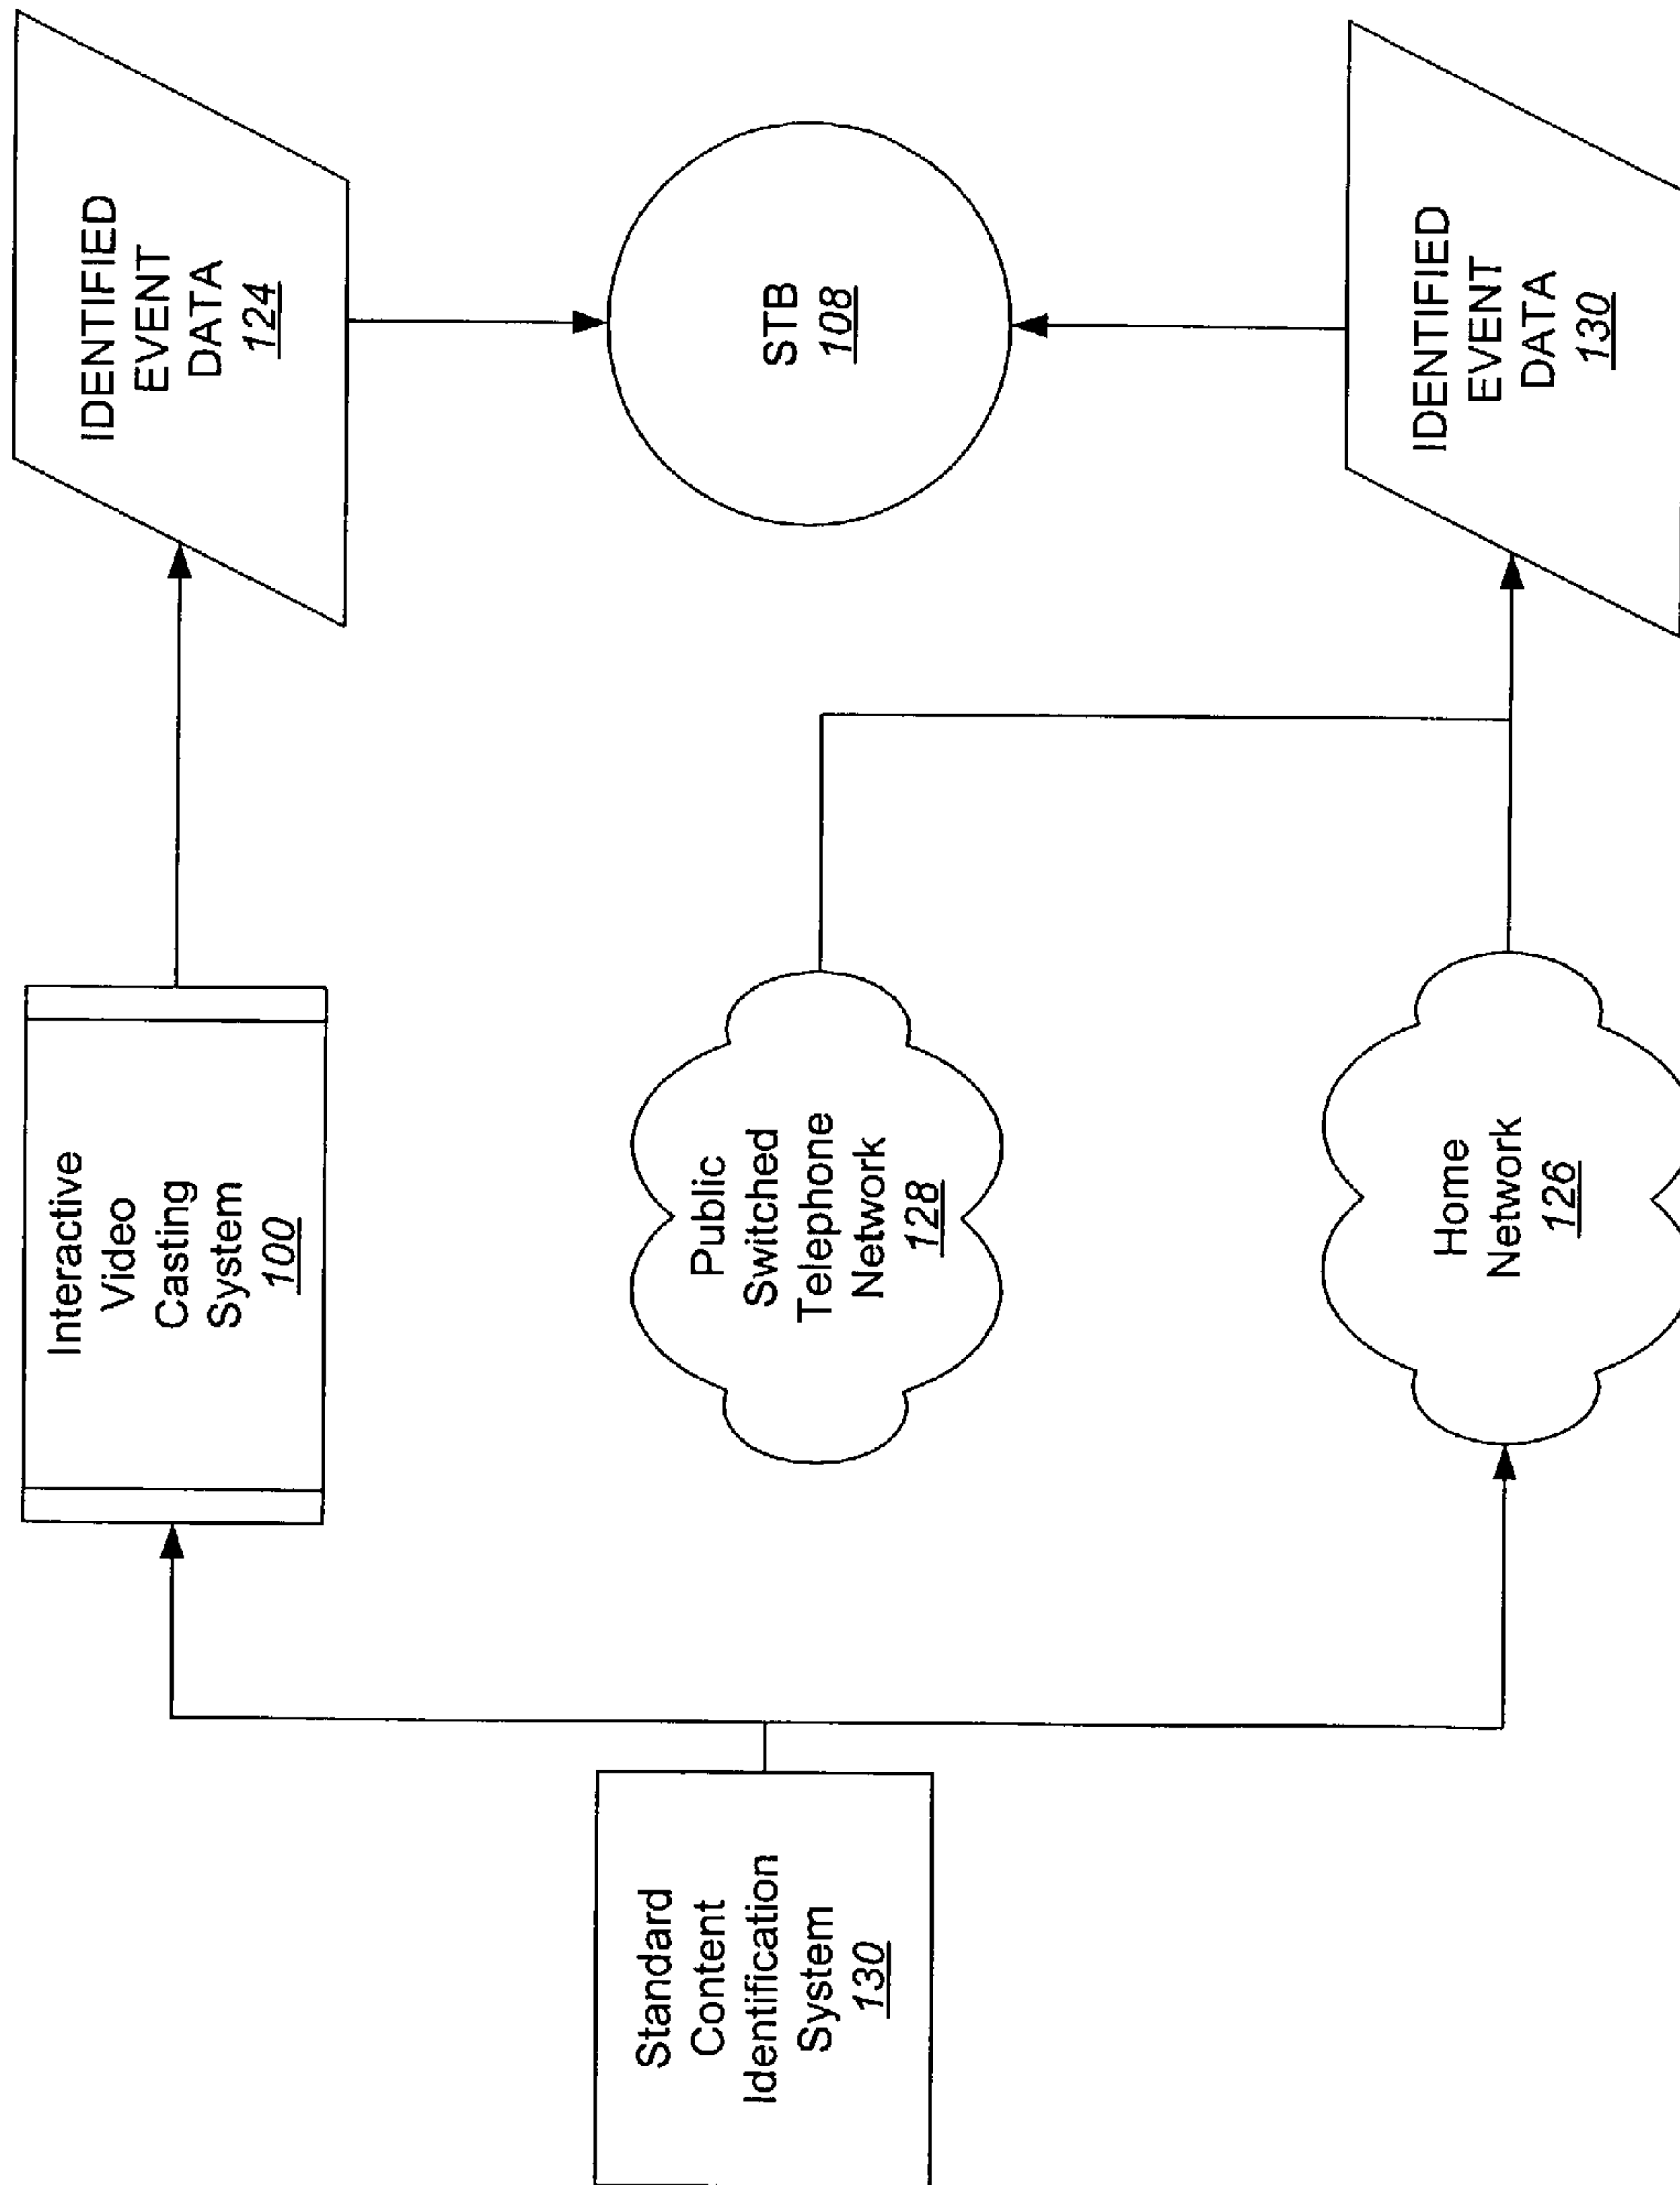 Standard
Content
Identification
System
130
Interactive
Video
Casting
System
100
Public
Switched
Telephone
Network
128
Home
Network
126
IDENTIFIED
EVENT
DATA
124
STB
108
IDENTIFIED
EVENT
DATA
130